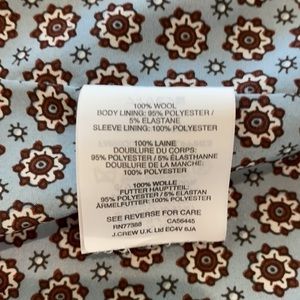 100% WOOL
BODY LINING: 95% POLYESTER /
5% ELASTANE
SLEEVE LINING: 100% POLYESTER
100% LAINE
DOUBLURE DU CORPS:
95% POLYESTER / 5% ÉLASTHANNE
DOUBLURE DE LA MANCHE:
100% POLYESTER
100% WOLLE
FUTTER HAUPTTEIL:
95% POLYESTER / 5% ELASTAN
ÄRMELFUTTER: 100% POLYESTER
SEE REVERSE FOR CARE
RN77388 CA56445
J.CREW U.K. Ltd EC4V 6JA